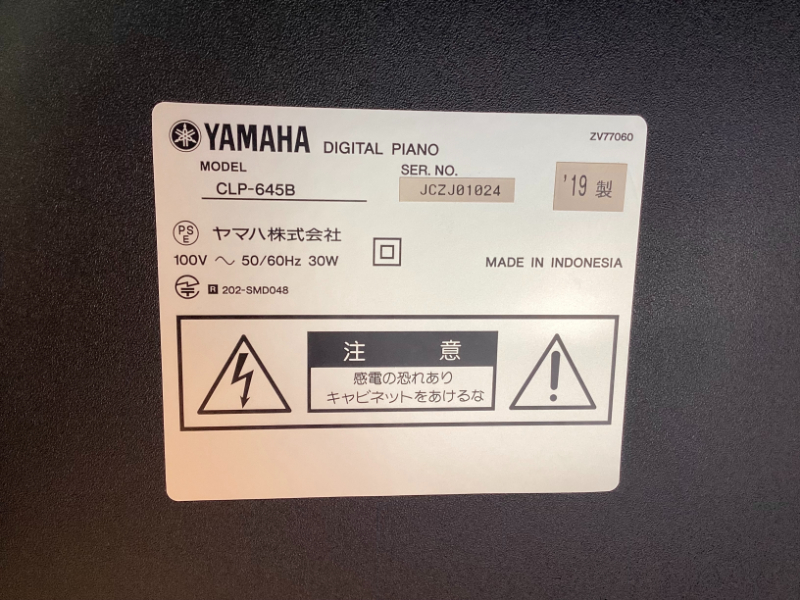 YAMAHA DIGITAL PIANO
ZV77060
MODEL
CLP-645B
SER. NO.
JCZJ01024
'19 製
PS
E
ヤマハ株式会社
100V ～ 50/60Hz 30W
MADE IN INDONESIA
R 202-SMD048
注 意
感電の恐れあり
キャビネットをあけるな